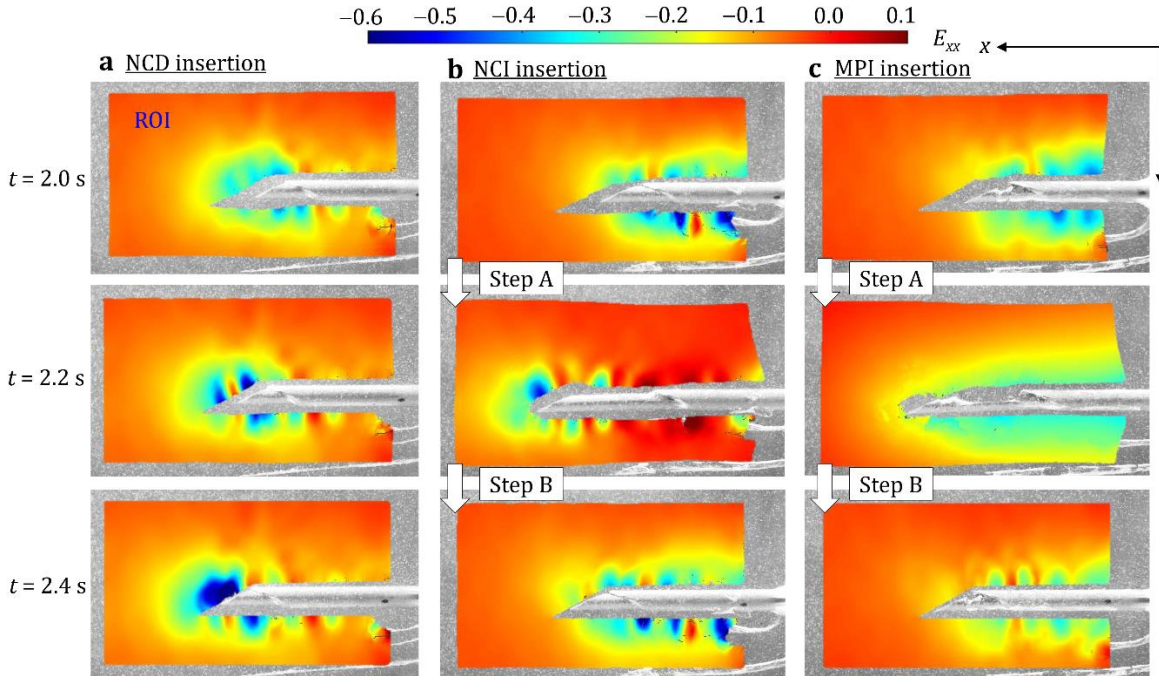 −0.6 −0.5 −0.4 −0.3 −0.2 −0.1 0.0 0.1
Exx x
a NCD insertion b NCI insertion c MPI insertion
ROI
t = 2.0 s
Step A Step A
t = 2.2 s
Step B Step B
t = 2.4 s